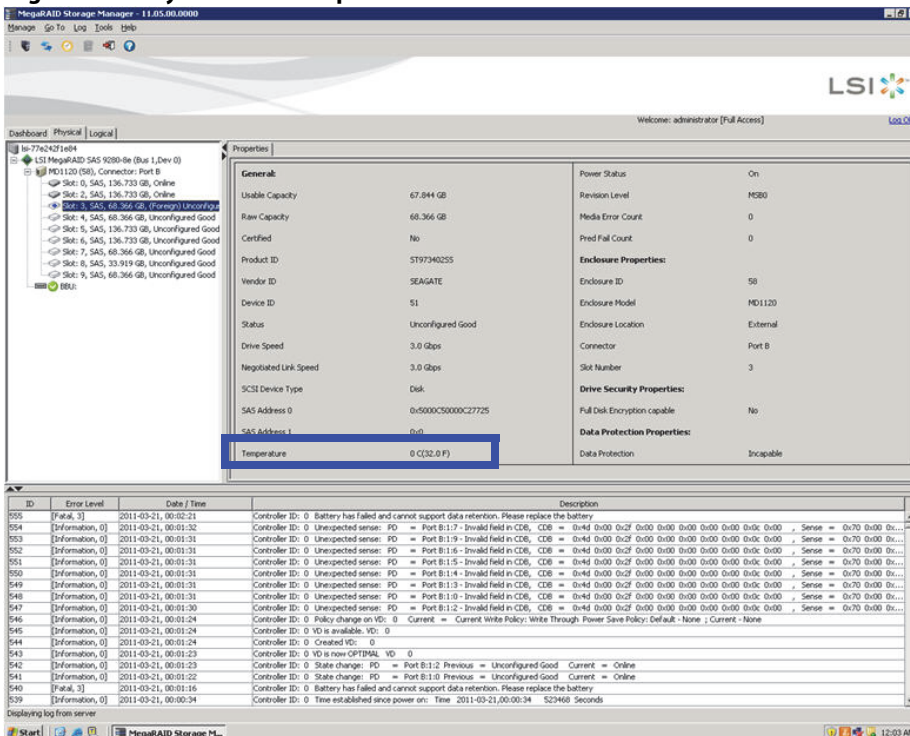 MegaRAID Storage Manager - 11.05.00.0000
Manage Go To Log Tools Help
LSI
Welcome: administrator [Full Access]
Dashboard Physical Logical
lsi-77e242f1e84
LSI MegaRAID SAS 9280-8e (Bus 1,Dev 0)
MD1120 (58), Connector: Port B
Slot: 0, SAS, 136.733 GB, Online
Slot: 2, SAS, 136.733 GB, Online
Slot: 3, SAS, 68.366 GB, (Foreign) Unconfigur
Slot: 4, SAS, 68.366 GB, Unconfigured Good
Slot: 5, SAS, 136.733 GB, Unconfigured Good
Slot: 6, SAS, 136.733 GB, Unconfigured Good
Slot: 7, SAS, 68.366 GB, Unconfigured Good
Slot: 8, SAS, 33.919 GB, Unconfigured Good
Slot: 9, SAS, 68.366 GB, Unconfigured Good
BBU:
Properties
General:
Usable Capacity 67.844 GB
Raw Capacity 68.366 GB
Certified No
Product ID ST973402SS
Vendor ID SEAGATE
Device ID 51
Status Unconfigured Good
Drive Speed 3.0 Gbps
Negotiated Link Speed 3.0 Gbps
SCSI Device Type Disk
SAS Address 0 0x5000C50000C27725
SAS Address 1 0x0
Temperature 0 C(32.0 F)
Power Status On
Revision Level MSBG
Media Error Count 0
Pred Fail Count 0
Enclosure Properties:
Enclosure ID 58
Enclosure Model MD1120
Enclosure Location External
Connector Port B
Slot Number 3
Drive Security Properties:
Full Disk Encryption capable No
Data Protection Properties:
Data Protection Incapable
ID Error Level Date / Time Description
555 [Fatal, 3] 2011-03-21, 00:02:21 Controller ID: 0 Battery has failed and cannot support data retention. Please replace the battery
554 [Information, 0] 2011-03-21, 00:01:32 Controller ID: 0 Unexpected sense: PD = Port B:1:7 - Invalid field in CDB, CDB = 0x4d 0x00 0x2f 0x00 0x00 0x00 0x00 0x00 0x0c 0x00 , Sense = 0x70 0x00 0x...
553 [Information, 0] 2011-03-21, 00:01:31 Controller ID: 0 Unexpected sense: PD = Port B:1:9 - Invalid field in CDB, CDB = 0x4d 0x00 0x2f 0x00 0x00 0x00 0x00 0x00 0x0c 0x00 , Sense = 0x70 0x00 0x...
552 [Information, 0] 2011-03-21, 00:01:31 Controller ID: 0 Unexpected sense: PD = Port B:1:6 - Invalid field in CDB, CDB = 0x4d 0x00 0x2f 0x00 0x00 0x00 0x00 0x00 0x0c 0x00 , Sense = 0x70 0x00 0x...
551 [Information, 0] 2011-03-21, 00:01:31 Controller ID: 0 Unexpected sense: PD = Port B:1:5 - Invalid field in CDB, CDB = 0x4d 0x00 0x2f 0x00 0x00 0x00 0x00 0x00 0x0c 0x00 , Sense = 0x70 0x00 0x...
550 [Information, 0] 2011-03-21, 00:01:31 Controller ID: 0 Unexpected sense: PD = Port B:1:4 - Invalid field in CDB, CDB = 0x4d 0x00 0x2f 0x00 0x00 0x00 0x00 0x00 0x0c 0x00 , Sense = 0x70 0x00 0x...
549 [Information, 0] 2011-03-21, 00:01:31 Controller ID: 0 Unexpected sense: PD = Port B:1:3 - Invalid field in CDB, CDB = 0x4d 0x00 0x2f 0x00 0x00 0x00 0x00 0x00 0x0c 0x00 , Sense = 0x70 0x00 0x...
548 [Information, 0] 2011-03-21, 00:01:31 Controller ID: 0 Unexpected sense: PD = Port B:1:0 - Invalid field in CDB, CDB = 0x4d 0x00 0x2f 0x00 0x00 0x00 0x00 0x00 0x0c 0x00 , Sense = 0x70 0x00 0x...
547 [Information, 0] 2011-03-21, 00:01:30 Controller ID: 0 Unexpected sense: PD = Port B:1:2 - Invalid field in CDB, CDB = 0x4d 0x00 0x2f 0x00 0x00 0x00 0x00 0x00 0x0c 0x00 , Sense = 0x70 0x00 0x...
546 [Information, 0] 2011-03-21, 00:01:24 Controller ID: 0 Policy change on VD: 0 Current = Current Write Policy: Write Through Power Save Policy: Default - None ; Current - None
545 [Information, 0] 2011-03-21, 00:01:24 Controller ID: 0 VD is available. VD: 0
544 [Information, 0] 2011-03-21, 00:01:24 Controller ID: 0 Created VD: 0
543 [Information, 0] 2011-03-21, 00:01:23 Controller ID: 0 VD is now OPTIMAL VD 0
542 [Information, 0] 2011-03-21, 00:01:23 Controller ID: 0 State change: PD = Port B:1:2 Previous = Unconfigured Good Current = Online
541 [Information, 0] 2011-03-21, 00:01:22 Controller ID: 0 State change: PD = Port B:1:0 Previous = Unconfigured Good Current = Online
540 [Fatal, 3] 2011-03-21, 00:01:16 Controller ID: 0 Battery has failed and cannot support data retention. Please replace the battery
539 [Information, 0] 2011-03-21, 00:00:34 Controller ID: 0 Time established since power on: Time 2011-03-21,00:00:34 523468 Seconds
Displaying log from server
Start MegaRAID Storage M... 12:03 AM